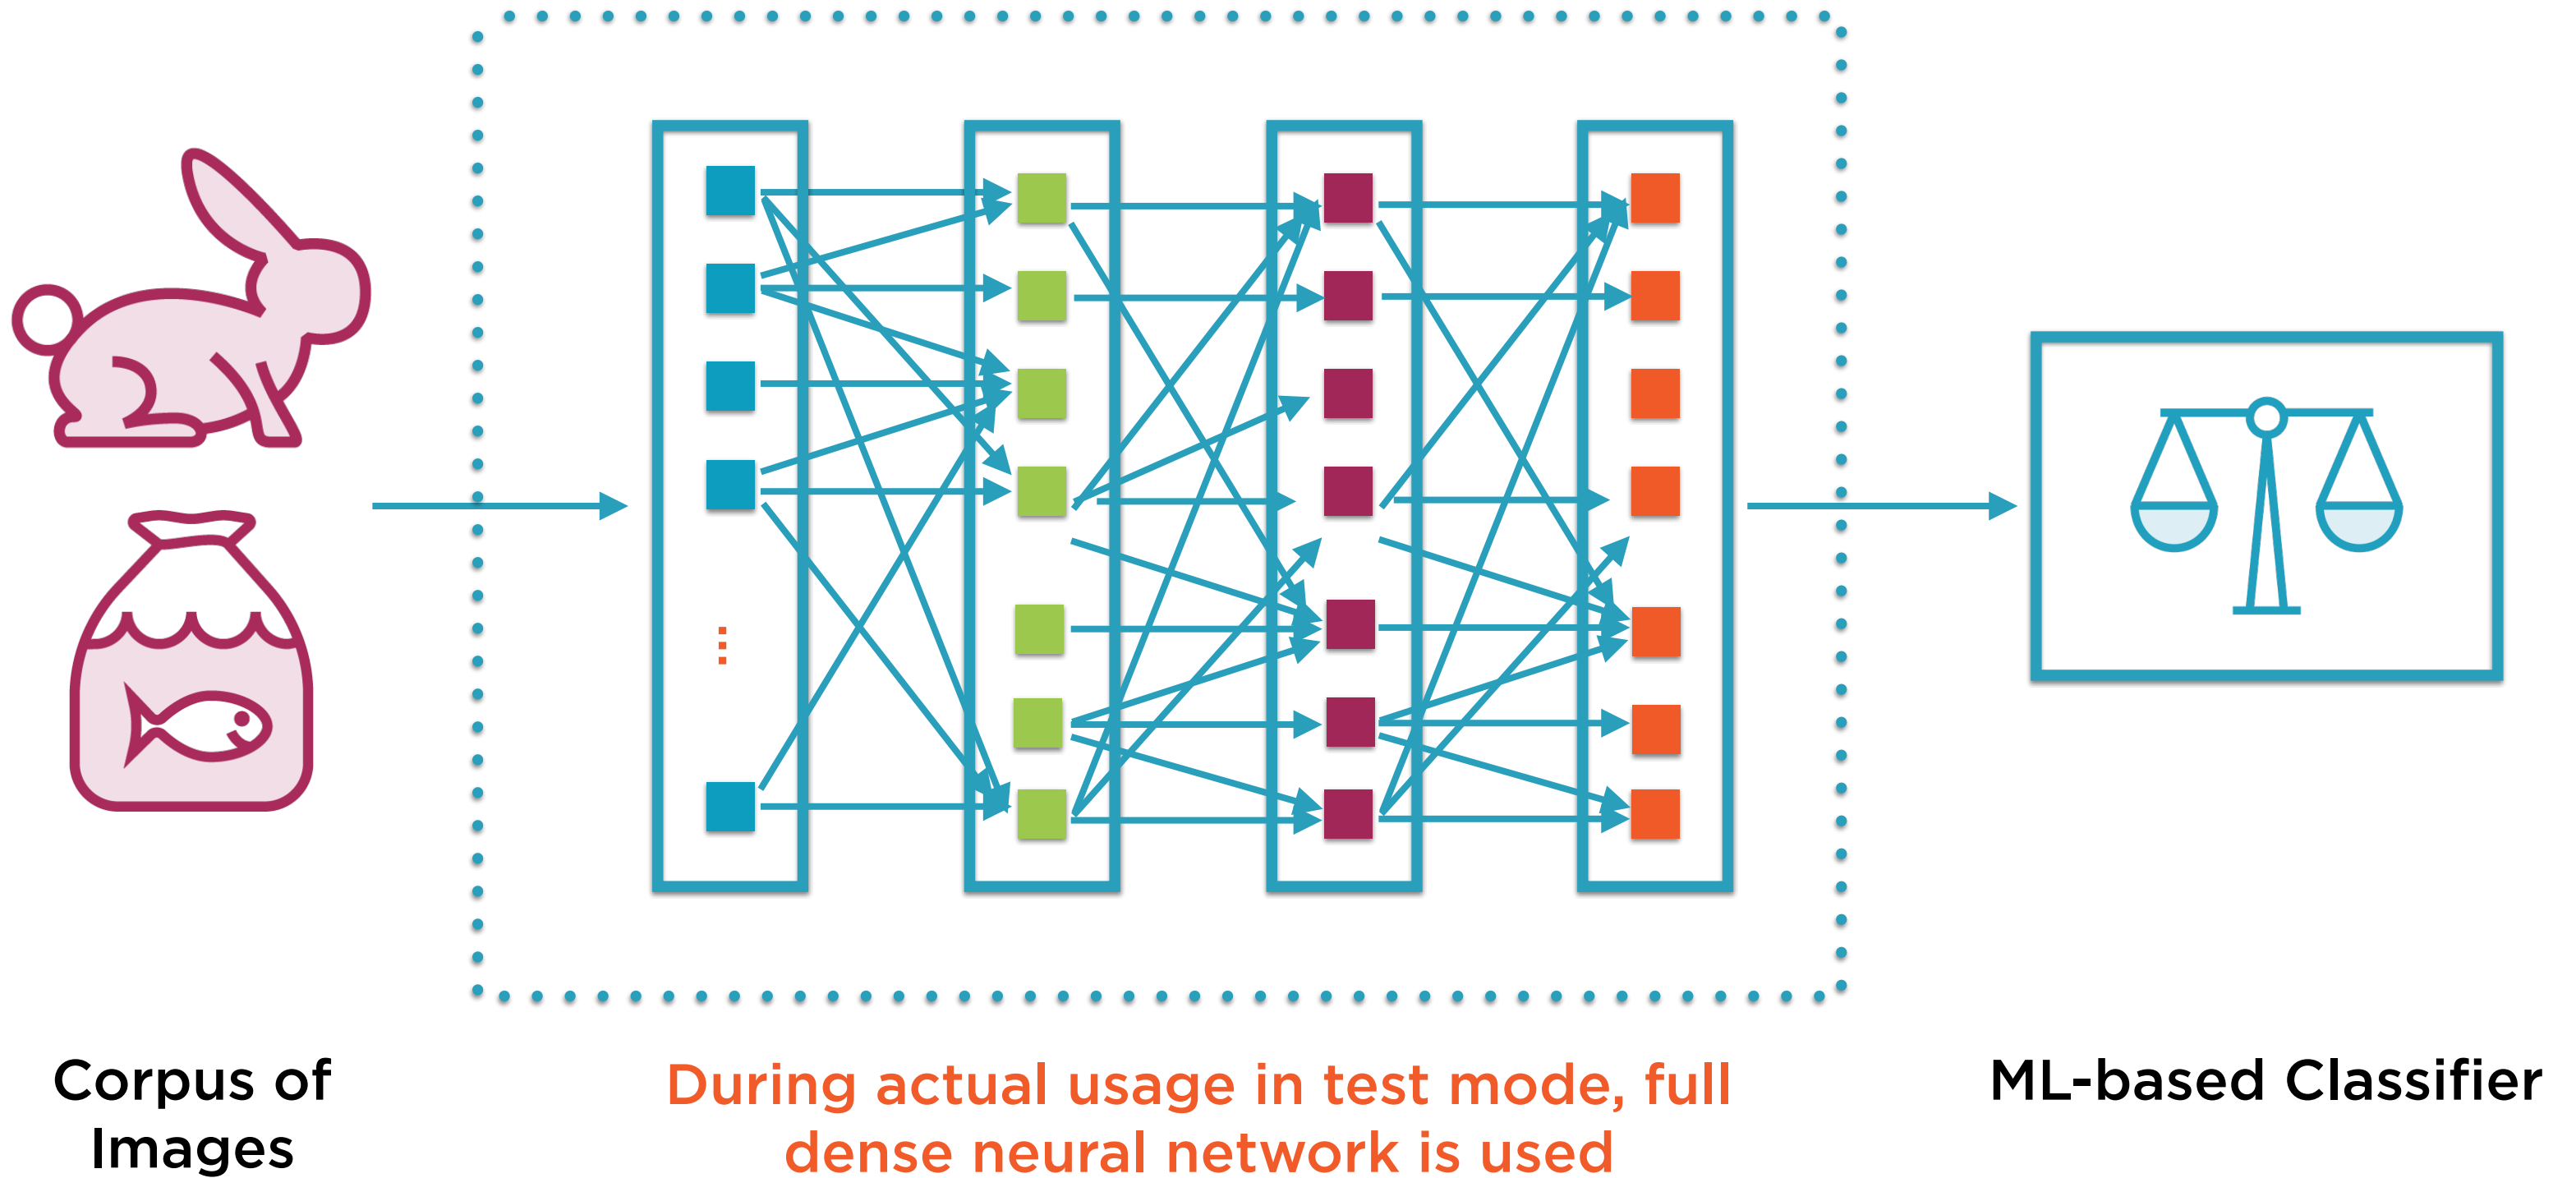 Corpus of
Images
During actual usage in test mode, full
dense neural network is used
ML-based Classifier